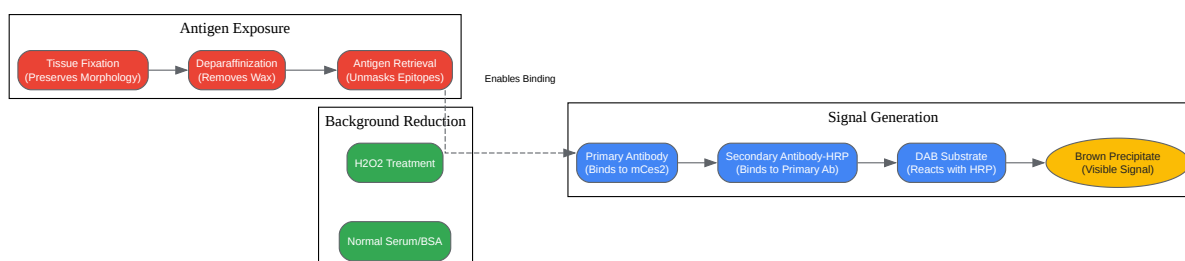 Antigen Exposure
Tissue Fixation
(Preserves Morphology)
Deparaffinization
(Removes Wax)
Antigen Retrieval
(Unmasks Epitopes)
Enables Binding
Background Reduction
H2O2 Treatment
Normal Serum/BSA
Signal Generation
Primary Antibody
(Binds to mCes2)
Secondary Antibody-HRP
(Binds to Primary Ab)
DAB Substrate
(Reacts with HRP)
Brown Precipitate
(Visible Signal)